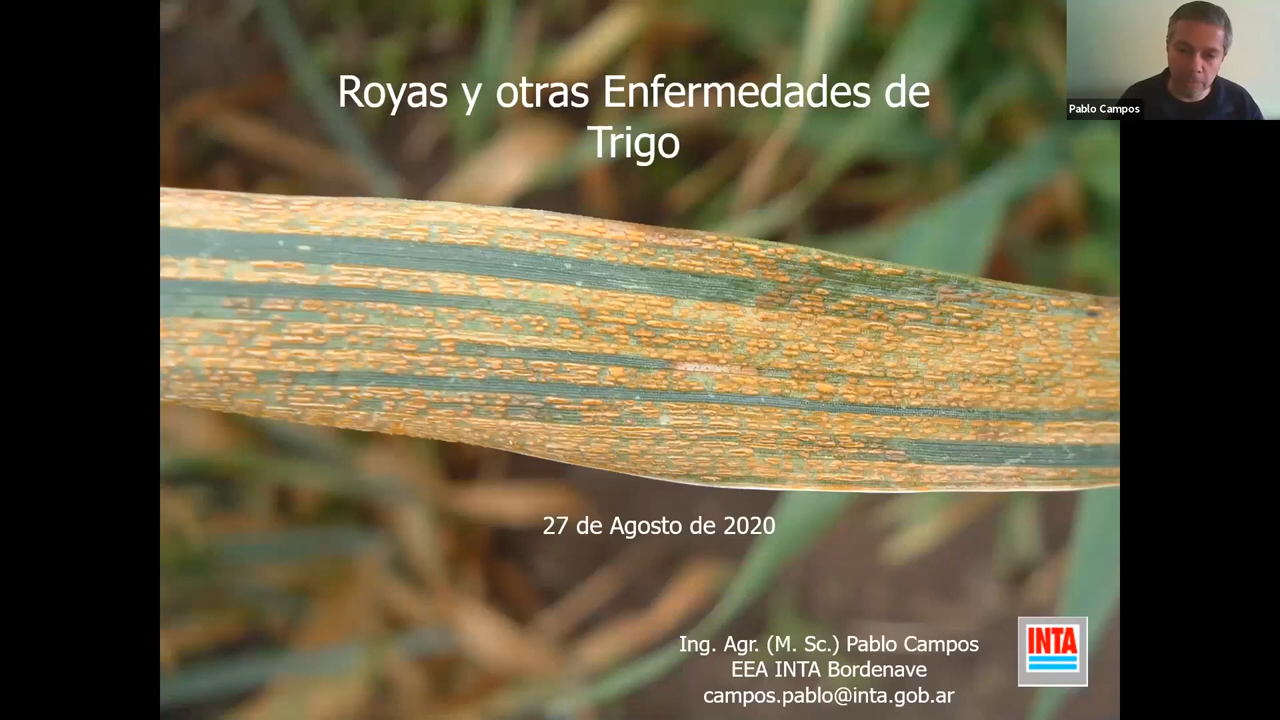 Royas y otras Enfermedades de
Trigo
Pablo Campos
27 de Agosto de 2020
Ing. Agr. (M. Sc.) Pablo Campos
EEA INTA Bordenave
campos.pablo@inta.gob.ar
INTA